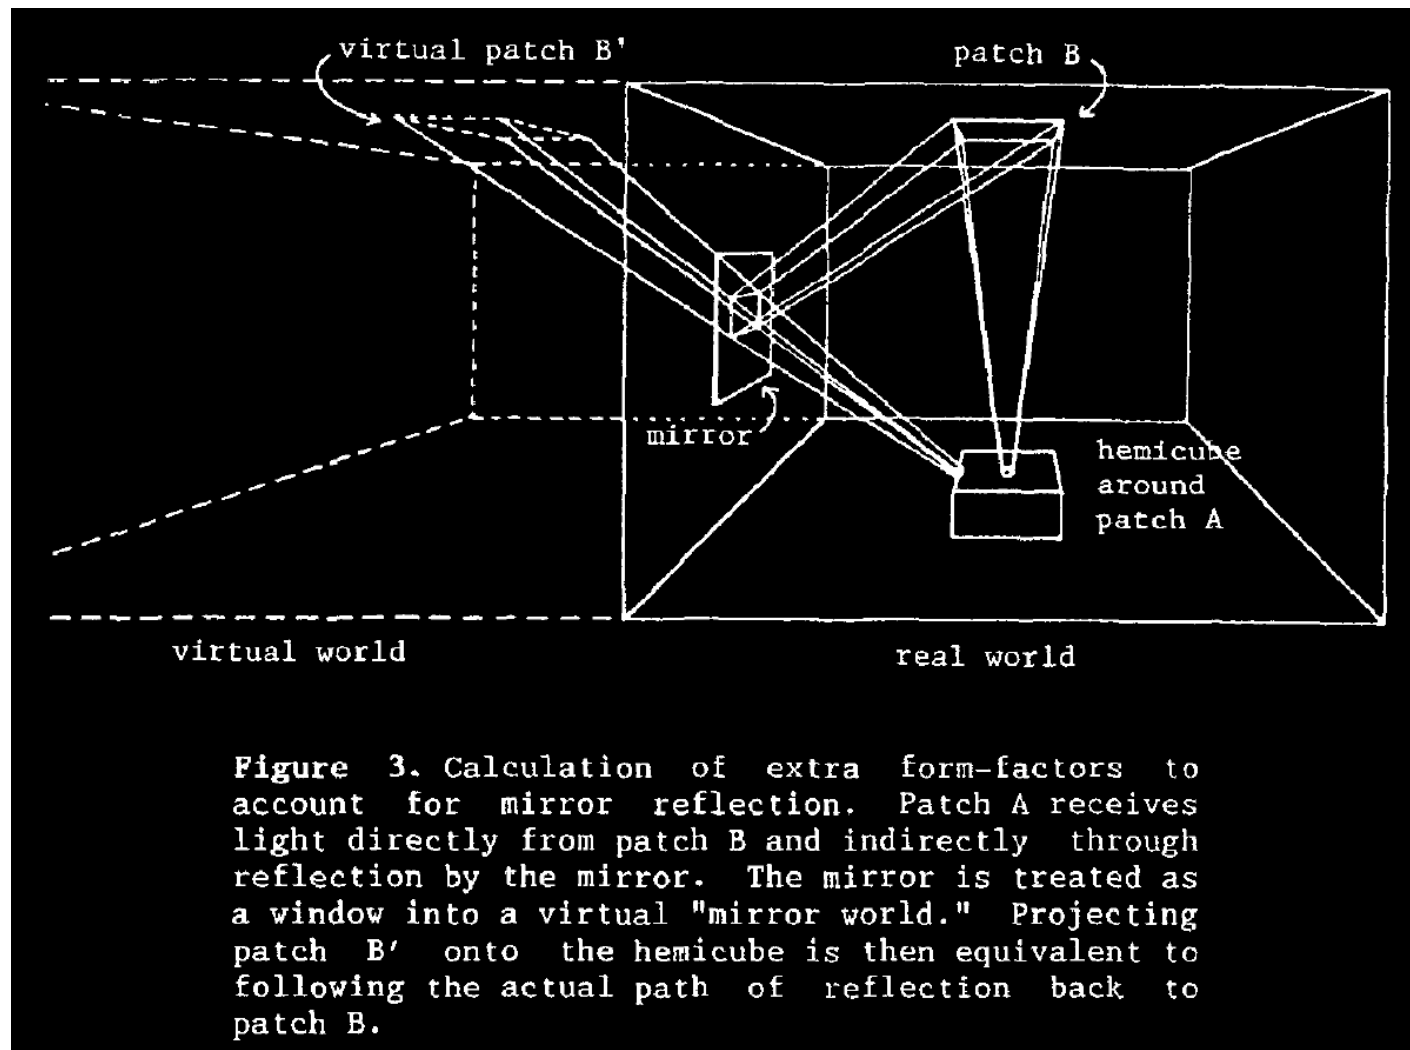 virtual patch B'
patch B
mirror
hemicube
around
patch A
virtual world
real world
Figure 3. Calculation of extra form-factors to
account for mirror reflection. Patch A receives
light directly from patch B and indirectly through
reflection by the mirror. The mirror is treated as
a window into a virtual "mirror world." Projecting
patch B' onto the hemicube is then equivalent to
following the actual path of reflection back to
patch B.